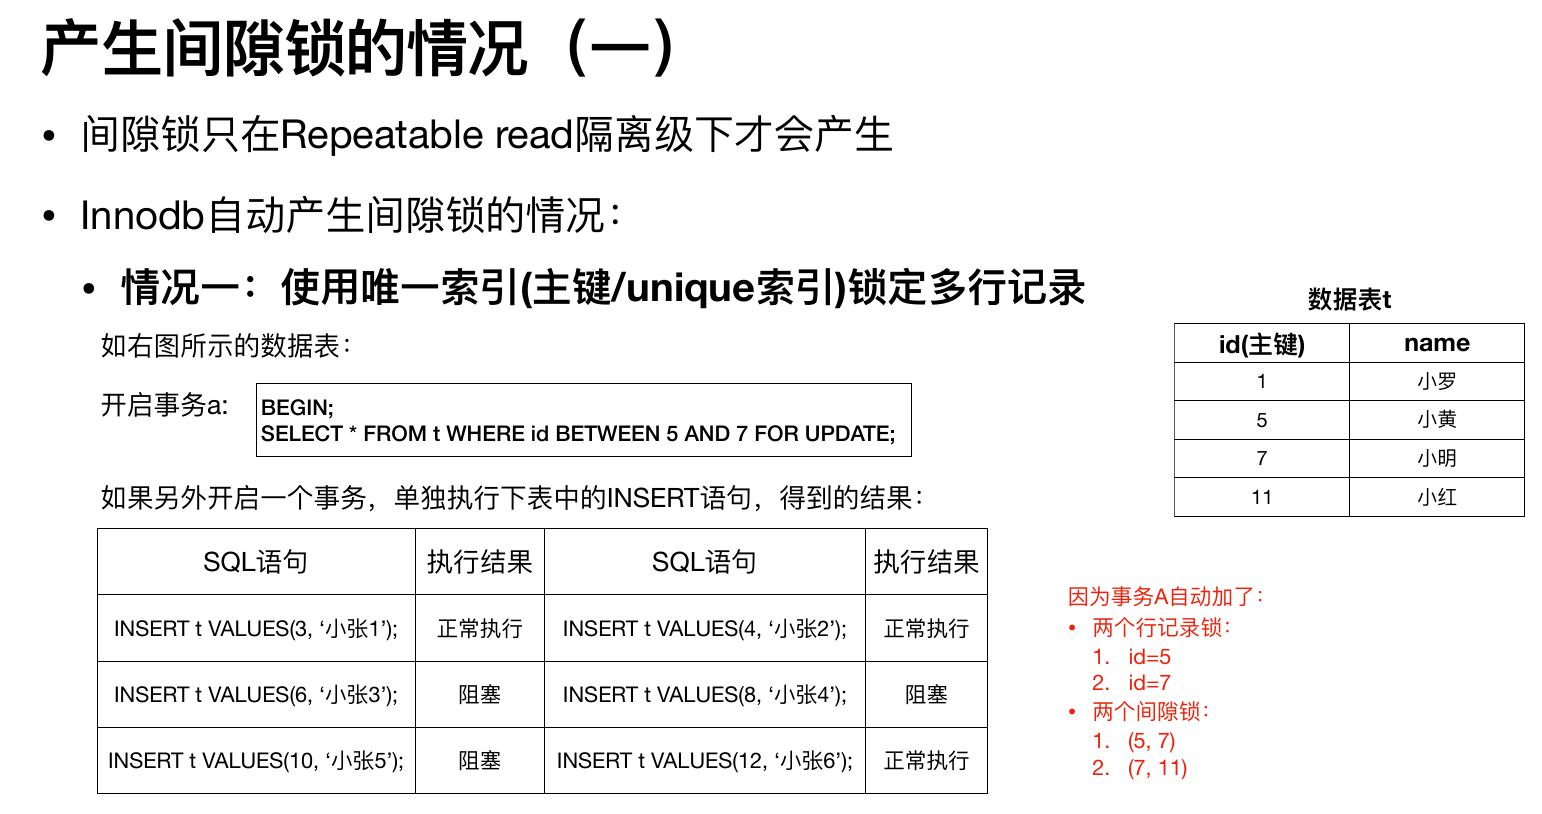 产生间隙锁的情况（一）
• 间隙锁只在Repeatable read隔离级下才会产生
• Innodb自动产生间隙锁的情况：
• 情况一：使用唯一索引(主键/unique索引)锁定多行记录
如右图所示的数据表：
开启事务a:
BEGIN;
SELECT * FROM t WHERE id BETWEEN 5 AND 7 FOR UPDATE;
数据表t
id(主键) name
1 小罗
5 小黄
7 小明
11 小红
如果另外开启一个事务，单独执行下表中的INSERT语句，得到的结果：
SQL语句 执行结果 SQL语句 执行结果
INSERT t VALUES(3, ‘小张1’); 正常执行 INSERT t VALUES(4, ‘小张2’); 正常执行
INSERT t VALUES(6, ‘小张3’); 阻塞 INSERT t VALUES(8, ‘小张4’); 阻塞
INSERT t VALUES(10, ‘小张5’); 阻塞 INSERT t VALUES(12, ‘小张6’); 正常执行
因为事务A自动加了：
• 两个行记录锁：
1. id=5
2. id=7
• 两个间隙锁：
1. (5, 7)
2. (7, 11)